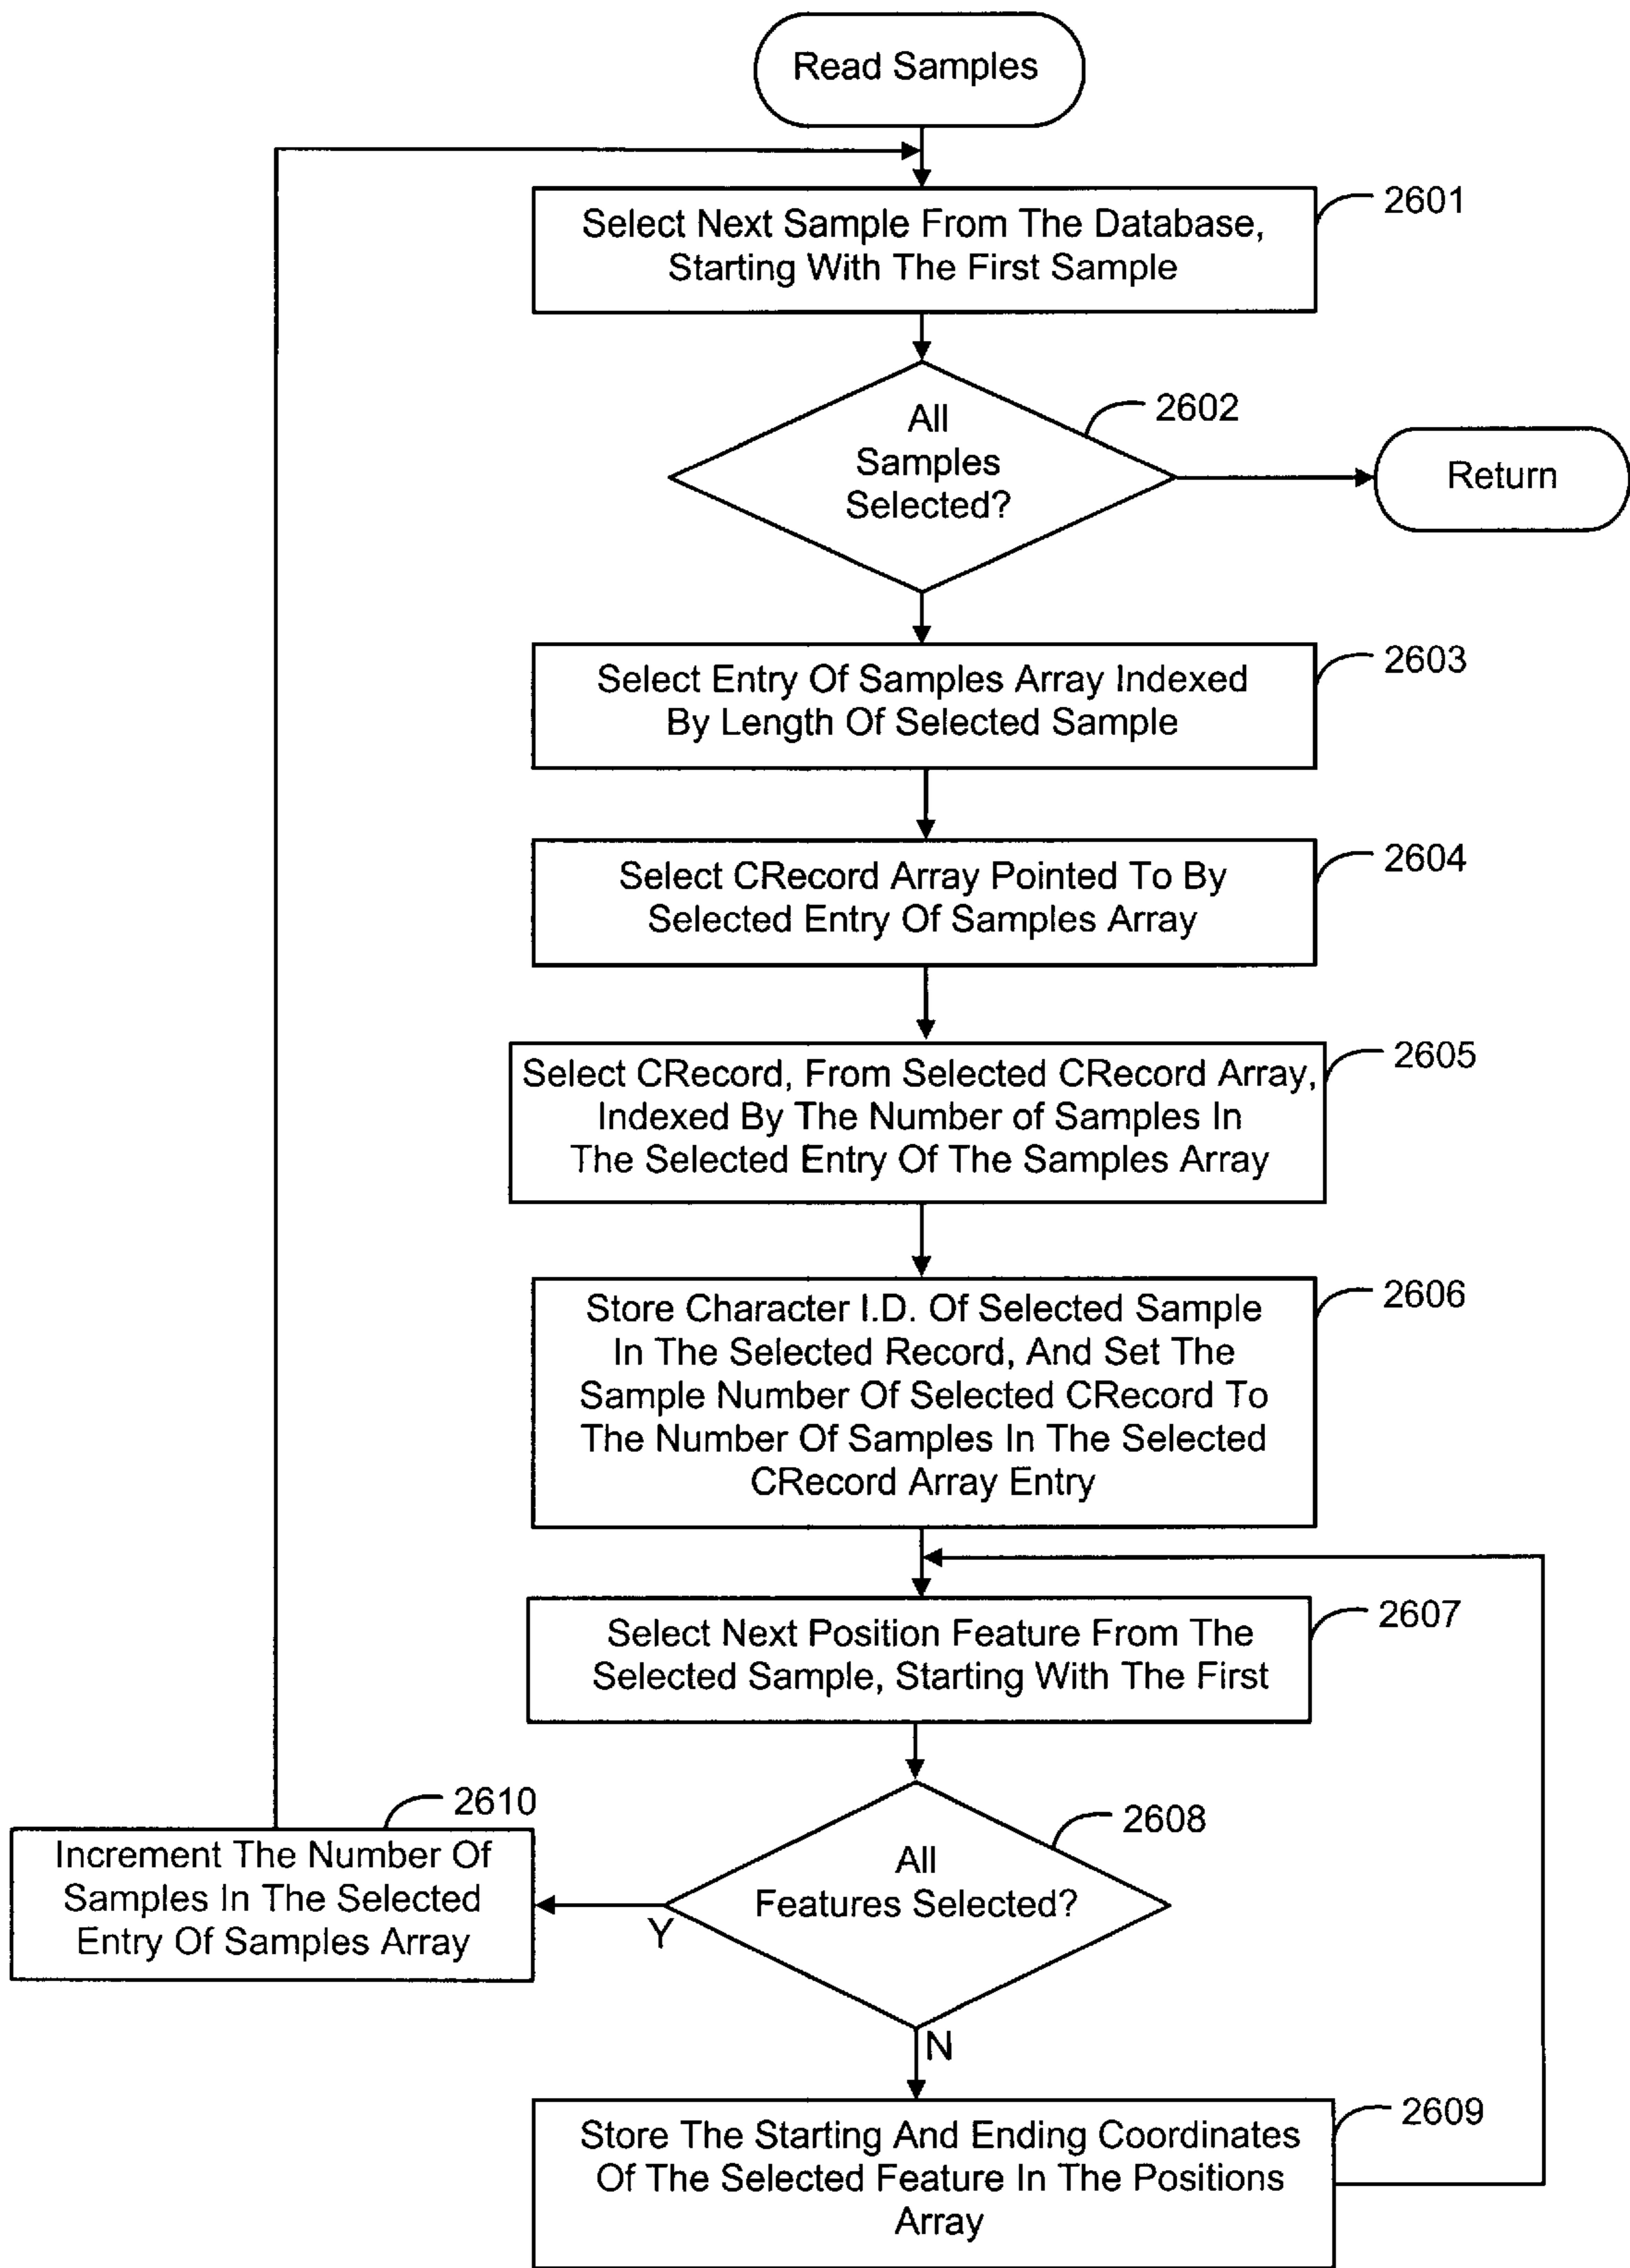 Read Samples
2601
Select Next Sample From The Database,
Starting With The First Sample
2602
All
Samples
Selected?
Return
2603
Select Entry Of Samples Array Indexed
By Length Of Selected Sample
2604
Select CRecord Array Pointed To By
Selected Entry Of Samples Array
2605
Select CRecord, From Selected CRecord Array,
Indexed By The Number of Samples In
The Selected Entry Of The Samples Array
2606
Store Character I.D. Of Selected Sample
In The Selected Record, And Set The
Sample Number Of Selected CRecord To
The Number Of Samples In The Selected
CRecord Array Entry
2607
Select Next Position Feature From The
Selected Sample, Starting With The First
2610
Increment The Number Of
Samples In The Selected
Entry Of Samples Array
2608
All
Features Selected?
Y
N
2609
Store The Starting And Ending Coordinates
Of The Selected Feature In The Positions
Array